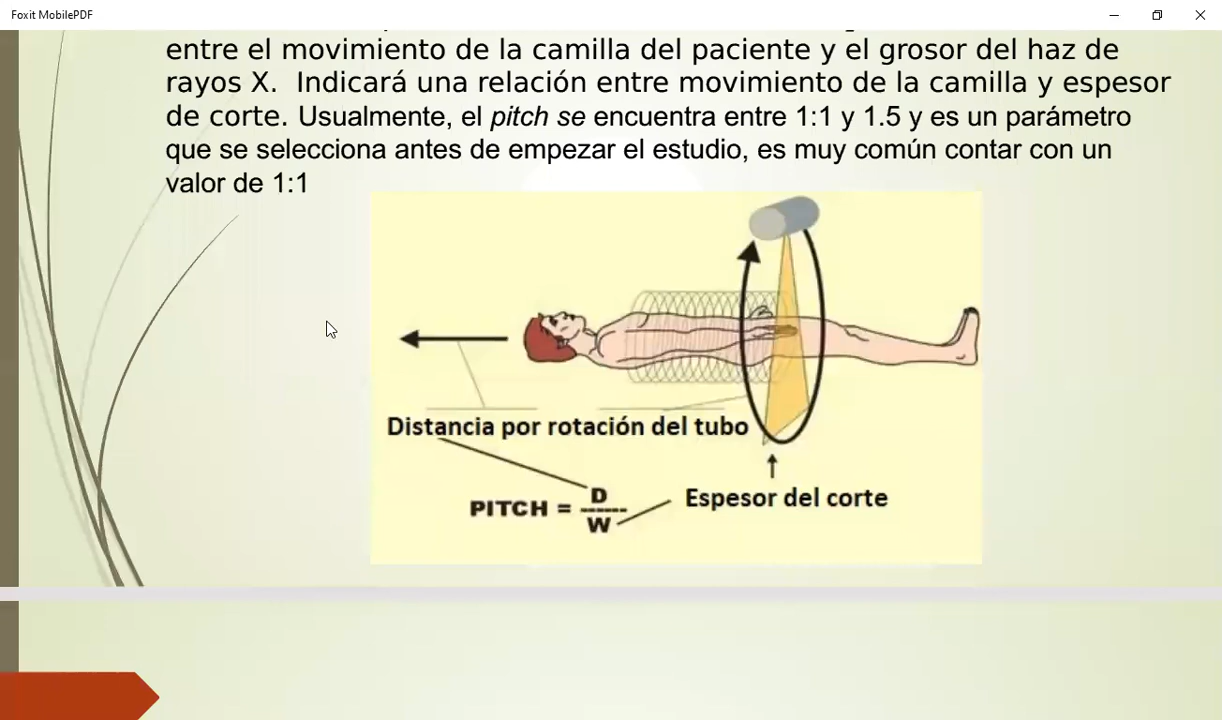 Foxit MobilePDF
entre el movimiento de la camilla del paciente y el grosor del haz de
rayos X.  Indicará una relación entre movimiento de la camilla y espesor
de corte. Usualmente, el pitch se encuentra entre 1:1 y 1.5 y es un parámetro
que se selecciona antes de empezar el estudio, es muy común contar con un
valor de 1:1
Distancia por rotación del tubo
Espesor del corte
PITCH = D
W